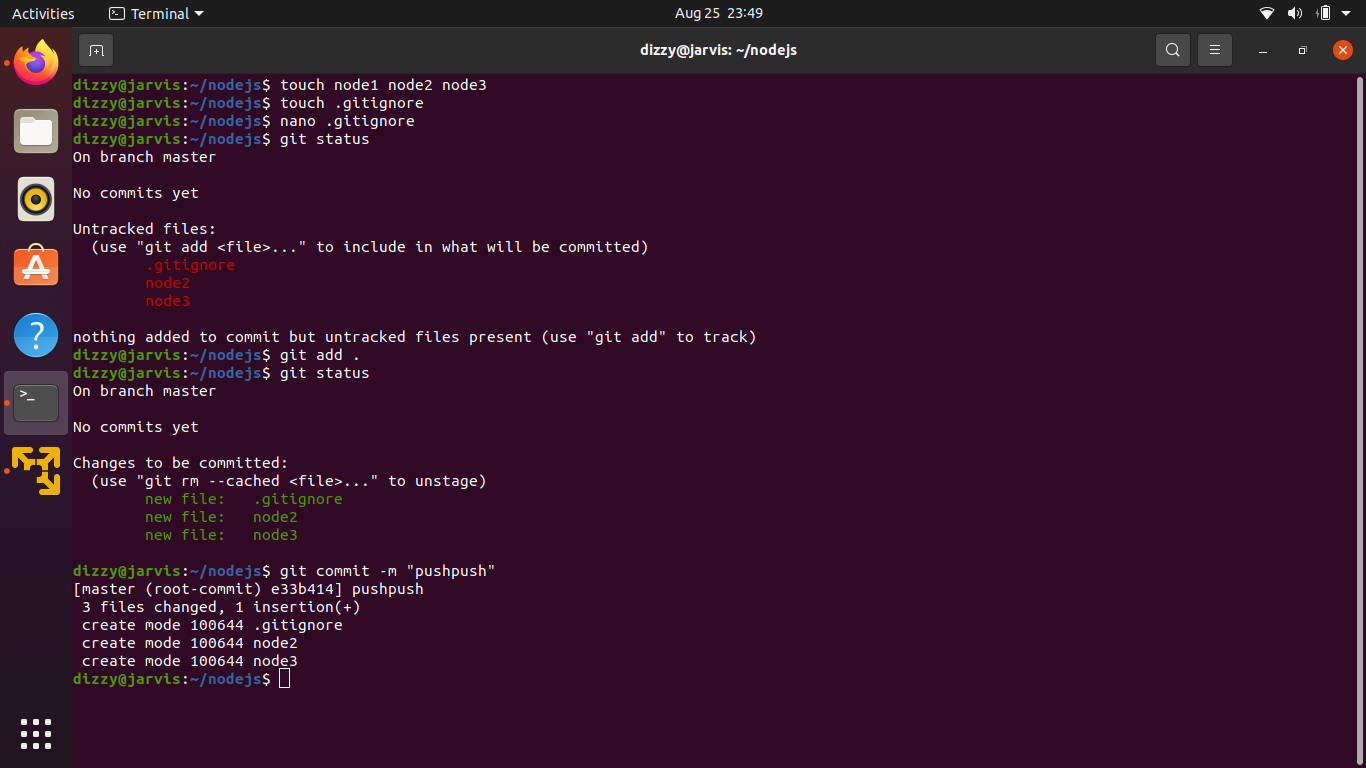 Activities Terminal Aug 25 23:49
dizzy@jarvis: ~/nodejs
dizzy@jarvis:~/nodejs$ touch node1 node2 node3
dizzy@jarvis:~/nodejs$ touch .gitignore
dizzy@jarvis:~/nodejs$ nano .gitignore
dizzy@jarvis:~/nodejs$ git status
On branch master
No commits yet
Untracked files:
  (use "git add <file>..." to include in what will be committed)
        .gitignore
        node2
        node3
nothing added to commit but untracked files present (use "git add" to track)
dizzy@jarvis:~/nodejs$ git add .
dizzy@jarvis:~/nodejs$ git status
On branch master
No commits yet
Changes to be committed:
  (use "git rm --cached <file>..." to unstage)
        new file:   .gitignore
        new file:   node2
        new file:   node3
dizzy@jarvis:~/nodejs$ git commit -m "pushpush"
[master (root-commit) e33b414] pushpush
 3 files changed, 1 insertion(+)
 create mode 100644 .gitignore
 create mode 100644 node2
 create mode 100644 node3
dizzy@jarvis:~/nodejs$